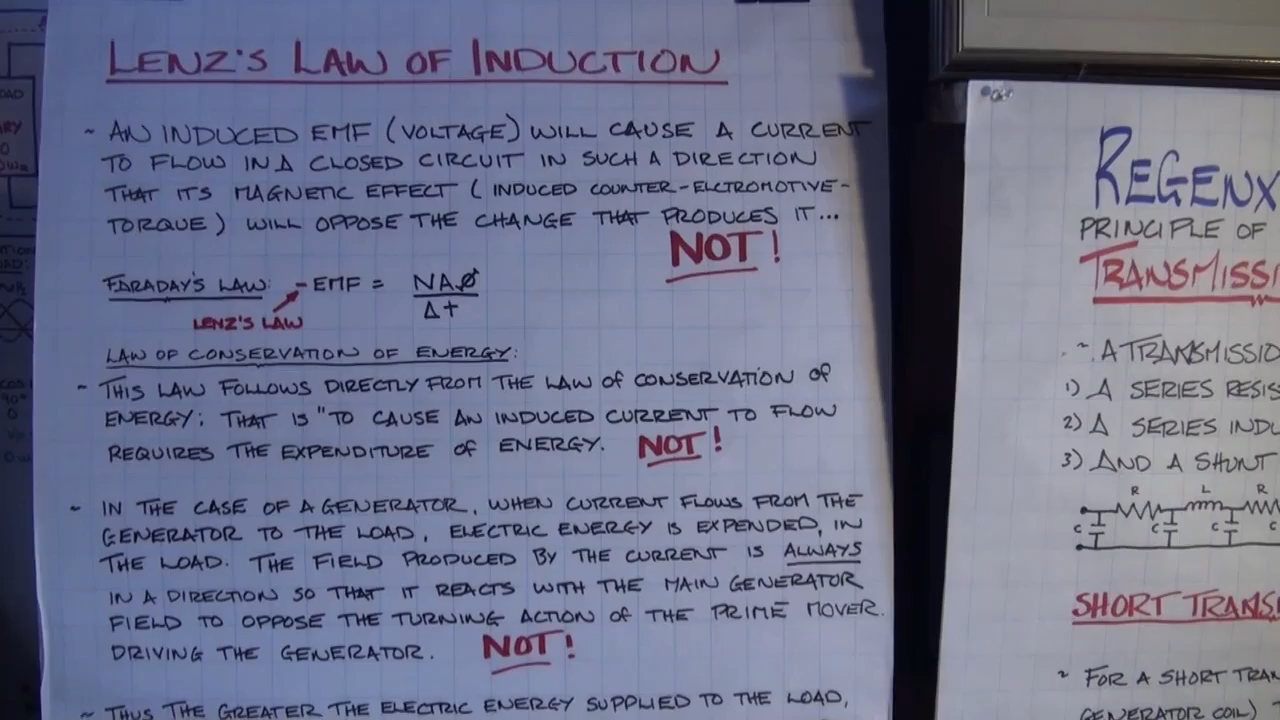 LENZ'S LAW OF INDUCTION
~ AN INDUCED EMF (VOLTAGE) WILL CAUSE A CURRENT
TO FLOW IN A CLOSED CIRCUIT IN SUCH A DIRECTION
THAT ITS MAGNETIC EFFECT (INDUCED COUNTER-ELCTROMOTIVE-
TORQUE) WILL OPPOSE THE CHANGE THAT PRODUCES IT...
NOT!
FARADAY'S LAW: - EMF = NΔø
Δt
LENZ'S LAW
LAW OF CONSERVATION OF ENERGY:
~ THIS LAW FOLLOWS DIRECTLY FROM THE LAW OF CONSERVATION OF
ENERGY; THAT IS "TO CAUSE AN INDUCED CURRENT TO FLOW
REQUIRES THE EXPENDITURE OF ENERGY. NOT!
~ IN THE CASE OF A GENERATOR, WHEN CURRENT FLOWS FROM THE
GENERATOR TO THE LOAD, ELECTRIC ENERGY IS EXPENDED, IN
THE LOAD. THE FIELD PRODUCED BY THE CURRENT IS ALWAYS
IN A DIRECTION SO THAT IT REACTS WITH THE MAIN GENERATOR
FIELD TO OPPOSE THE TURNING ACTION OF THE PRIME MOVER
DRIVING THE GENERATOR. NOT!
~ THUS THE GREATER THE ELECTRIC ENERGY SUPPLIED TO THE LOAD,
REGENX
PRINCIPLE OF
TRANSMISSI
~ A TRANSMISSIO
1) A SERIES RESIS
2) A SERIES INDU
3) AND A SHUNT
R L R
C C C C
SHORT TRANS
~ FOR A SHORT TRAN
GENERATOR COIL)